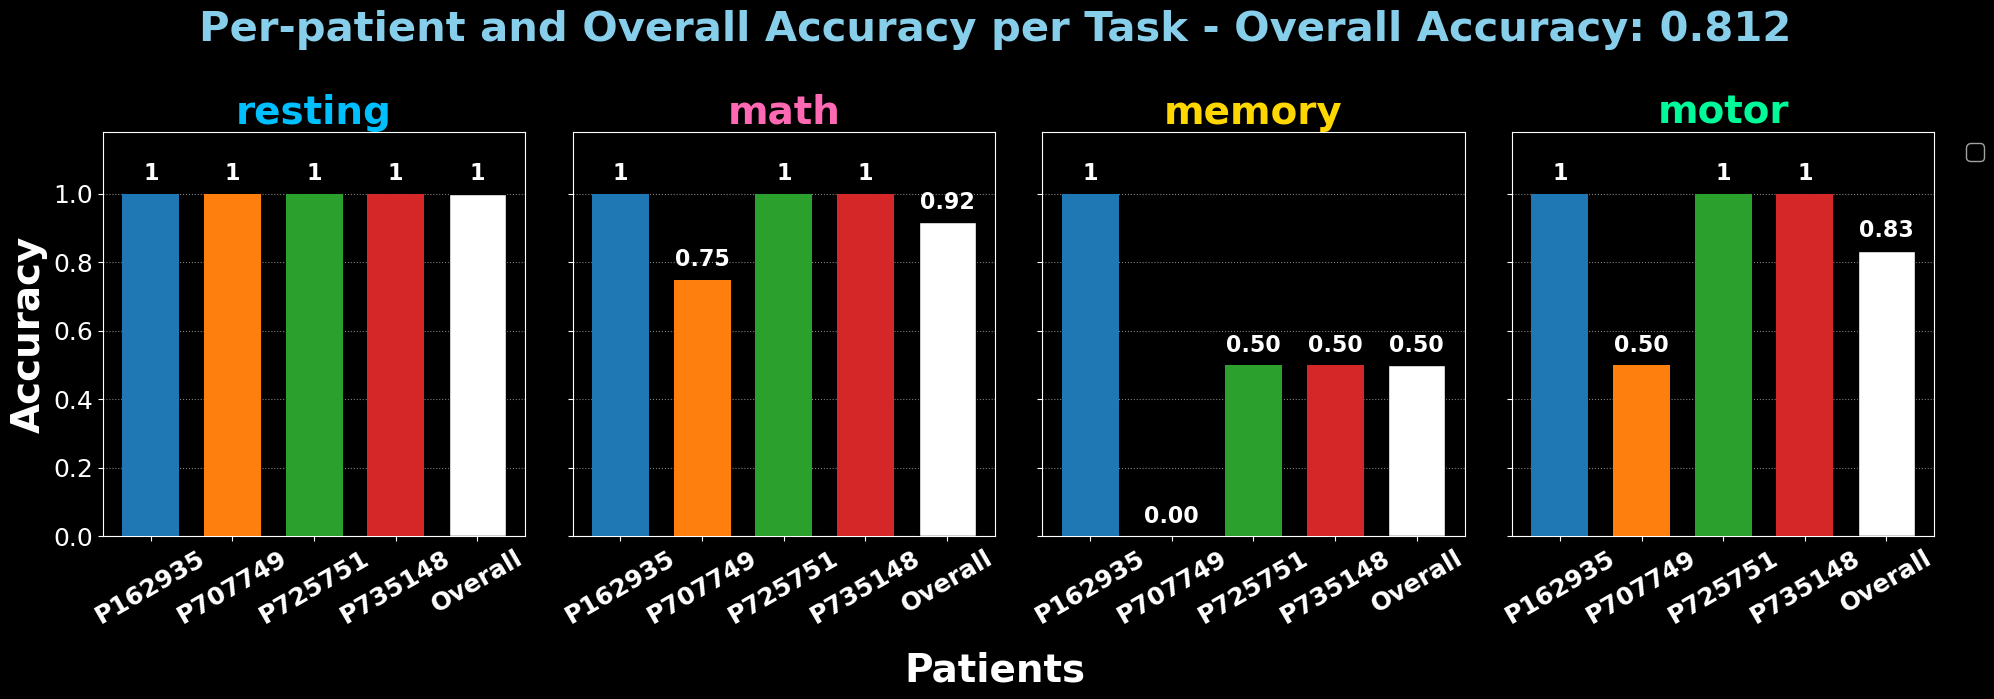 Per-patient and Overall Accuracy per Task - Overall Accuracy: 0.812
resting
math
memory
motor
Accuracy
1.0
0.8
0.6
0.4
0.2
0.0
1 1 1 1 1
1 0.75 1 1 0.92
1 0.00 0.50 0.50 0.50
1 0.50 1 1 0.83
P162935 P707749 P725751 P735148 Overall
P162935 P707749 P725751 P735148 Overall
P162935 P707749 P725751 P735148 Overall
P162935 P707749 P725751 P735148 Overall
Patients